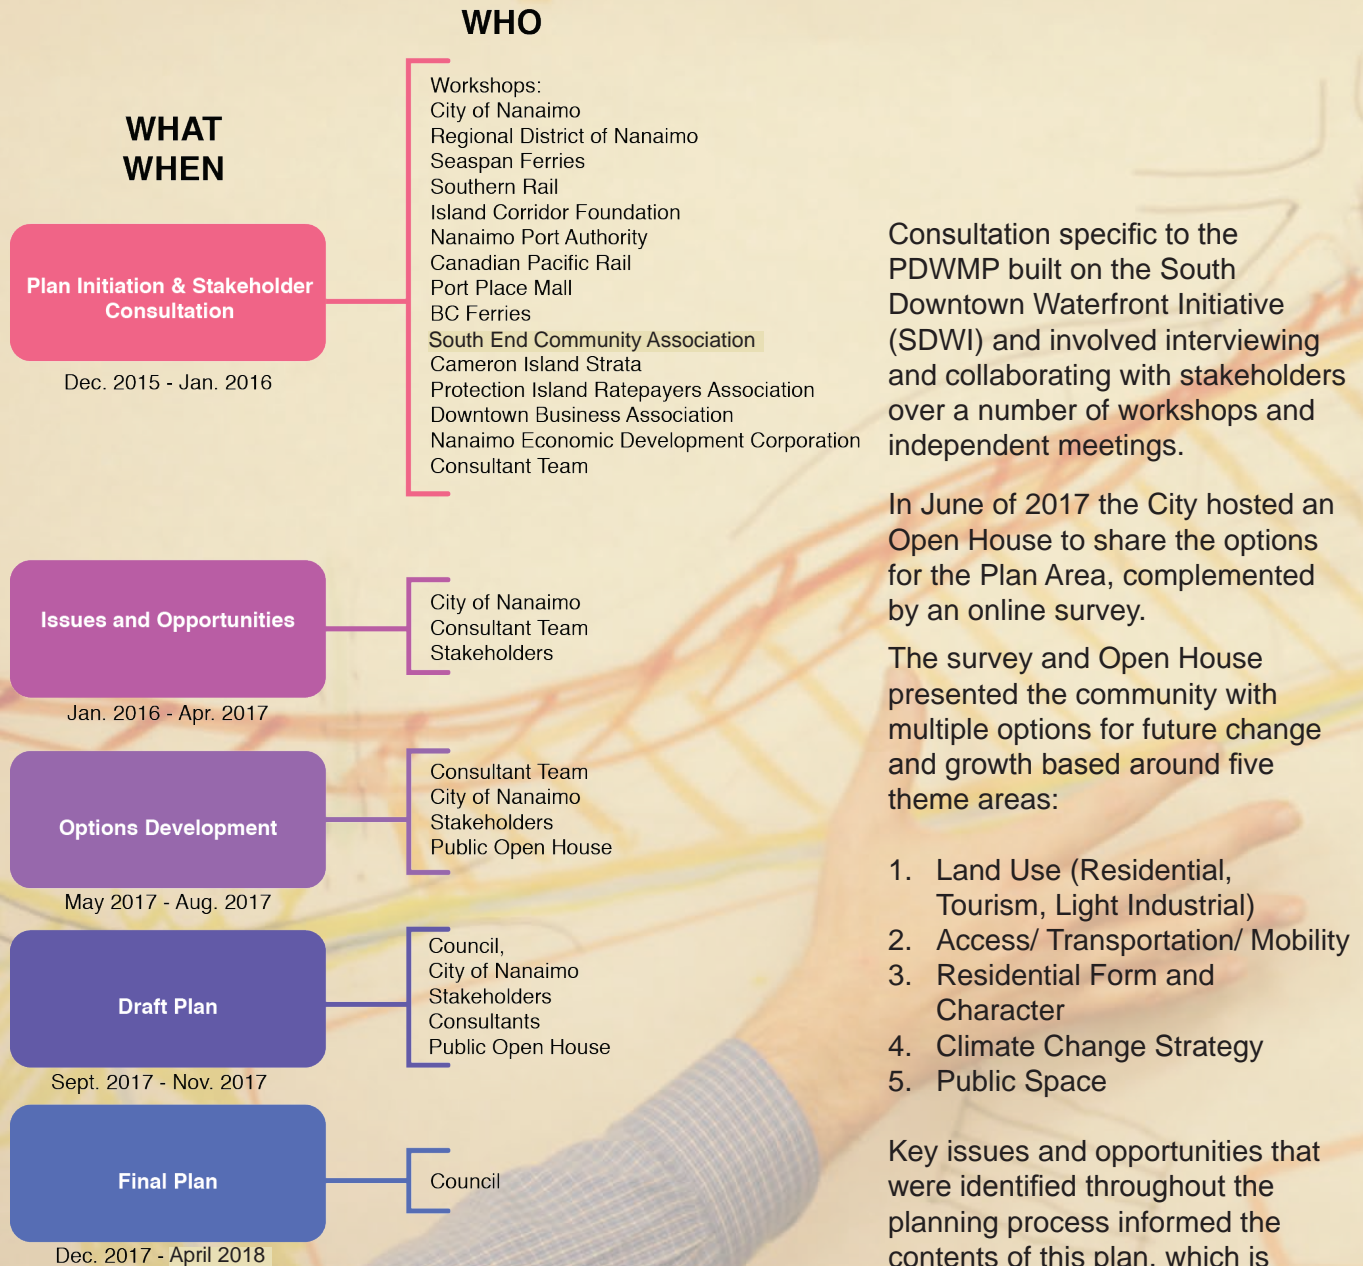 WHO
WHAT
WHEN
Workshops:
City of Nanaimo
Regional District of Nanaimo
Seaspan Ferries
Southern Rail
Island Corridor Foundation
Nanaimo Port Authority
Canadian Pacific Rail
Port Place Mall
BC Ferries
South End Community Association
Cameron Island Strata
Protection Island Ratepayers Association
Downtown Business Association
Nanaimo Economic Development Corporation
Consultant Team
Plan Initiation & Stakeholder
Consultation
Dec. 2015 - Jan. 2016
Issues and Opportunities
Jan. 2016 - Apr. 2017
City of Nanaimo
Consultant Team
Stakeholders
Options Development
May 2017 - Aug. 2017
Consultant Team
City of Nanaimo
Stakeholders
Public Open House
Draft Plan
Sept. 2017 - Nov. 2017
Council,
City of Nanaimo
Stakeholders
Consultants
Public Open House
Final Plan
Dec. 2017 - April 2018
Council
Consultation specific to the
PDWMP built on the South
Downtown Waterfront Initiative
(SDWI) and involved interviewing
and collaborating with stakeholders
over a number of workshops and
independent meetings.
In June of 2017 the City hosted an
Open House to share the options
for the Plan Area, complemented
by an online survey.
The survey and Open House
presented the community with
multiple options for future change
and growth based around five
theme areas:
1. Land Use (Residential,
Tourism, Light Industrial)
2. Access/ Transportation/ Mobility
3. Residential Form and
Character
4. Climate Change Strategy
5. Public Space
Key issues and opportunities that
were identified throughout the
planning process informed the
contents of this plan, which is